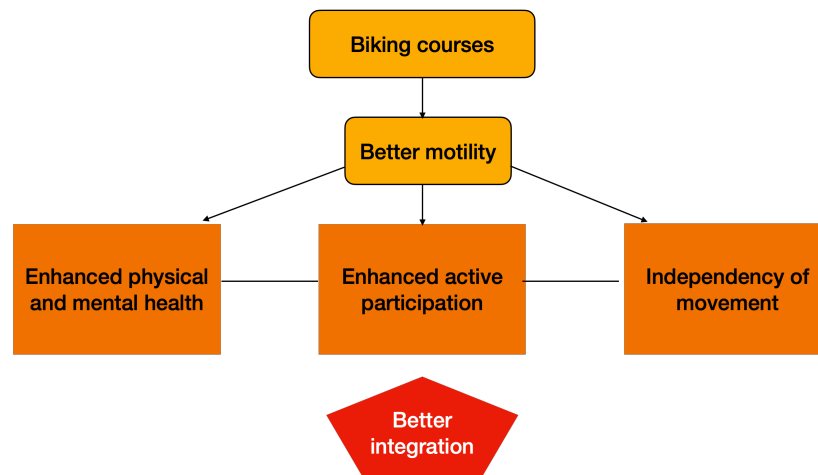 Biking courses
Better motility
Enhanced physical
and mental health
Enhanced active
participation
Independency of
movement
Better
integration